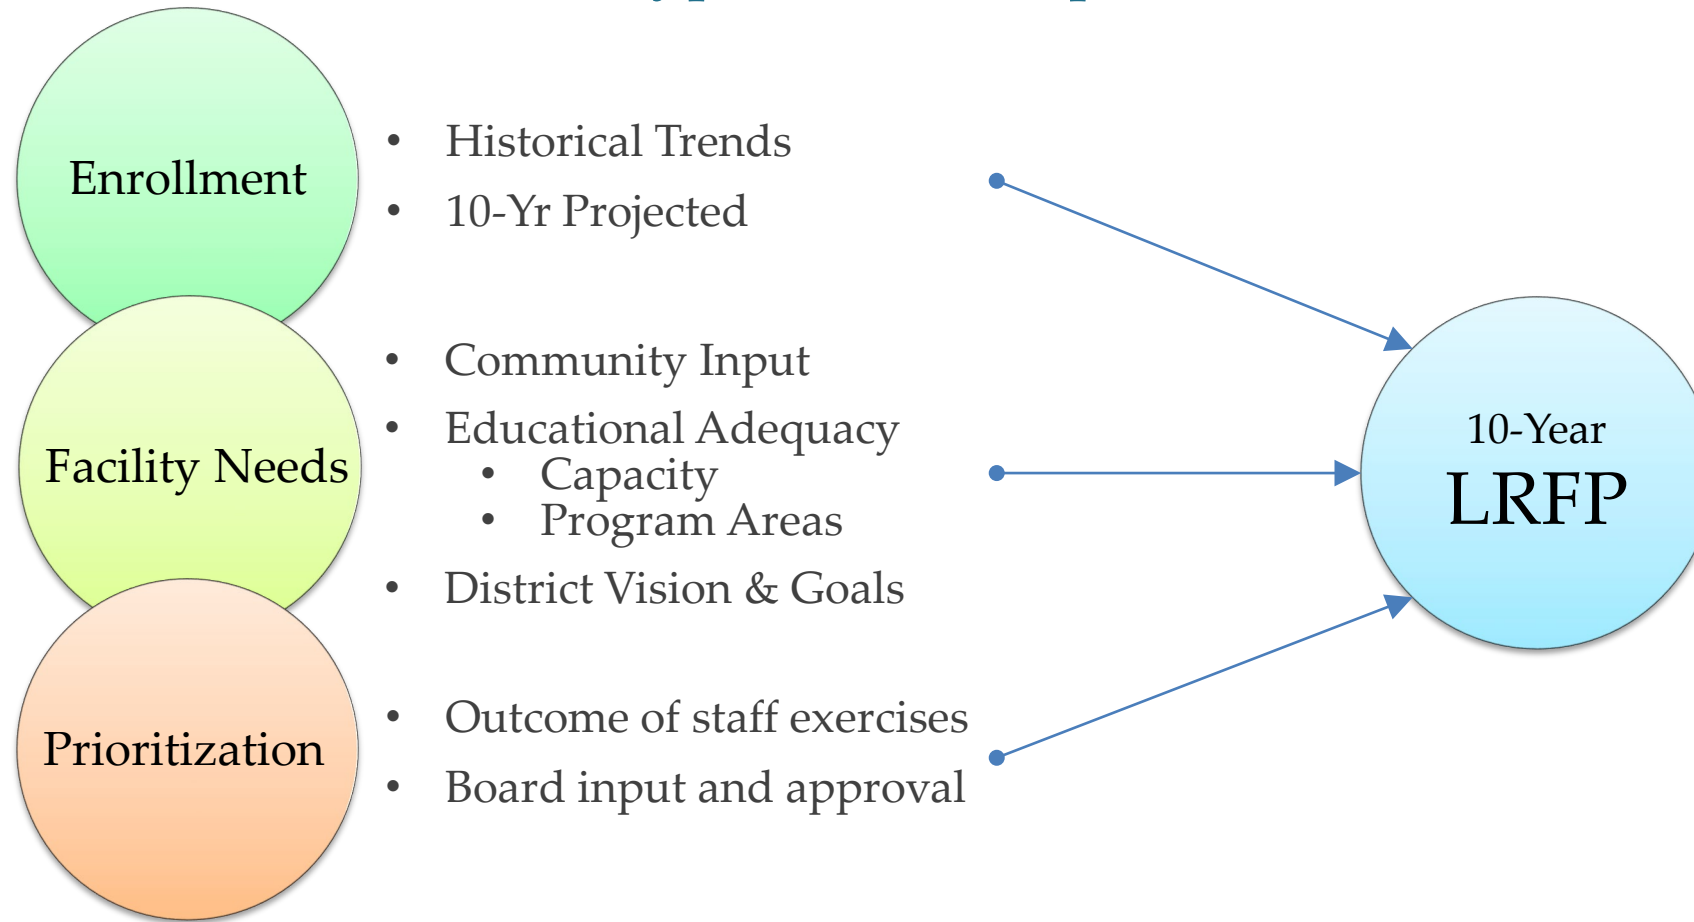 Enrollment
• Historical Trends
• 10-Yr Projected
Facility Needs
• Community Input
• Educational Adequacy
• Capacity
• Program Areas
• District Vision & Goals
Prioritization
• Outcome of staff exercises
• Board input and approval
10-Year
LRFP